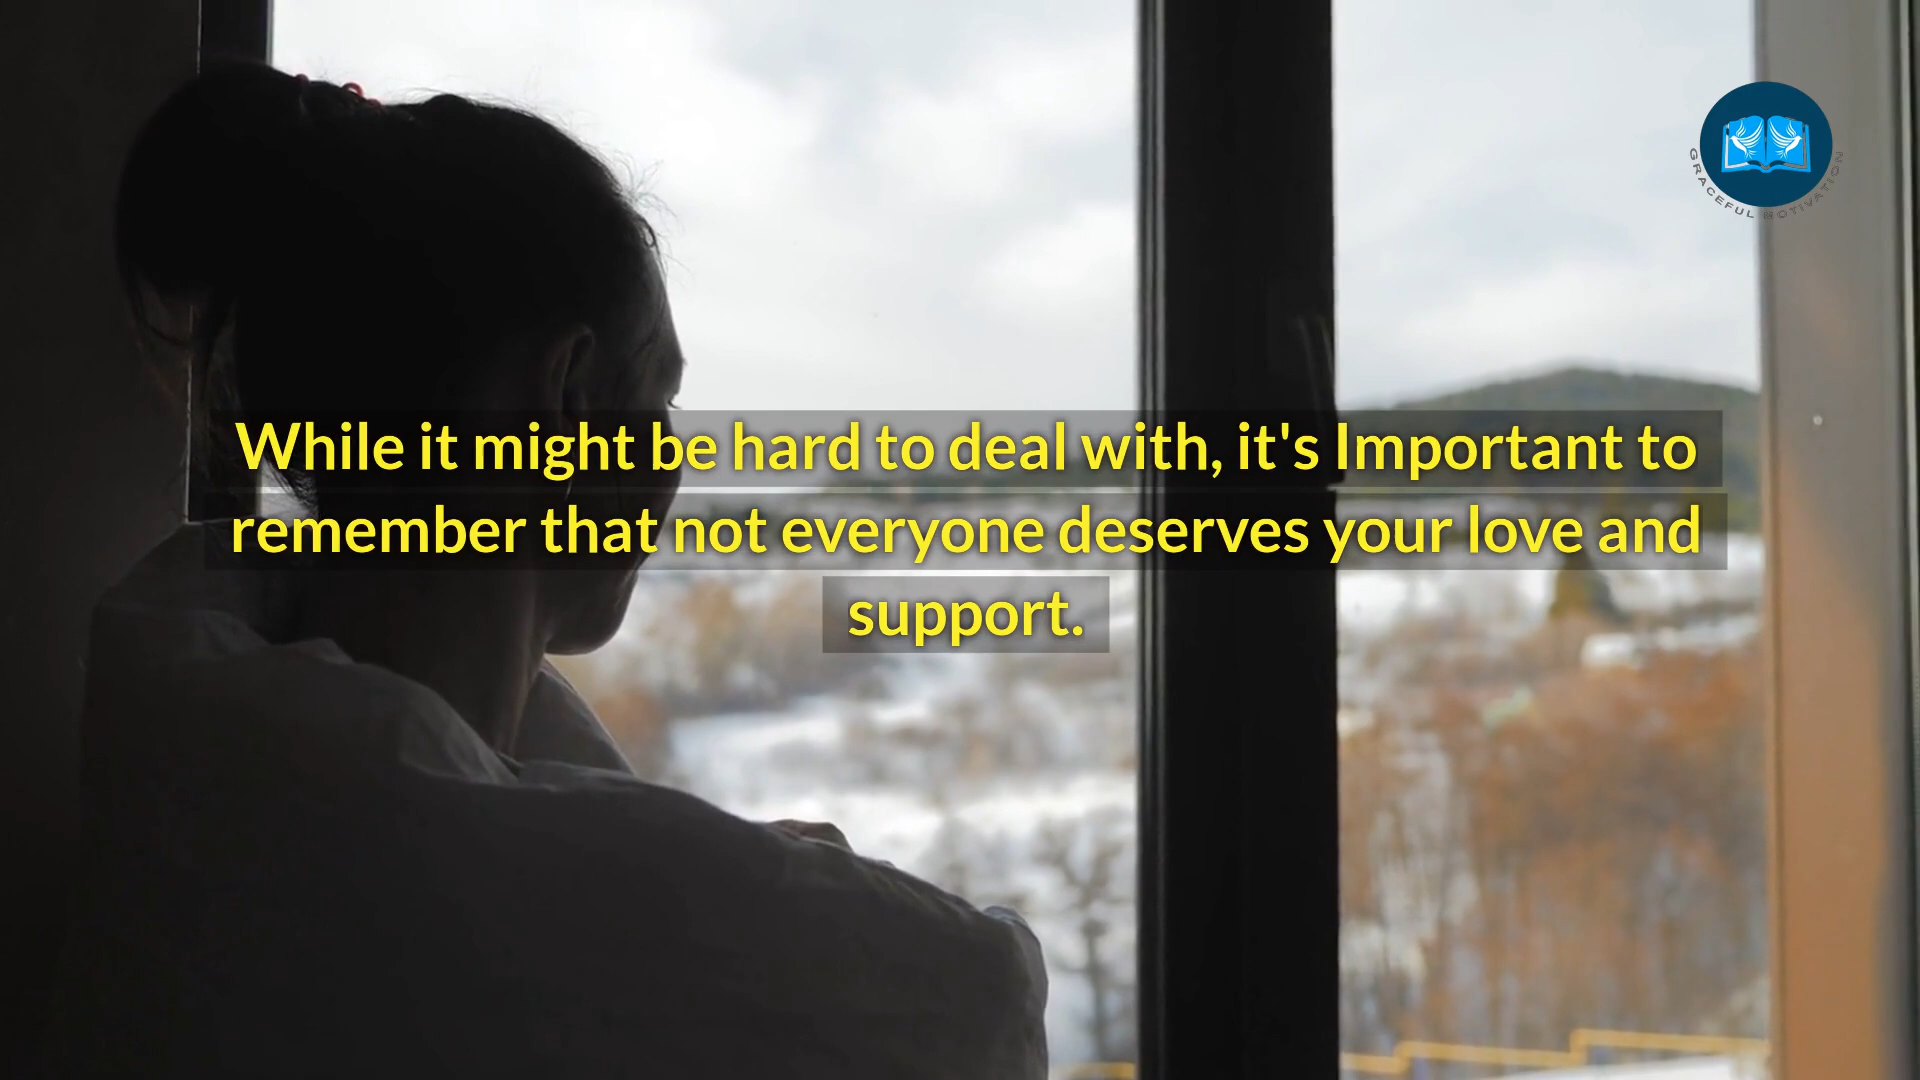 GRACEFUL MOTIVATION
While it might be hard to deal with, it's Important to
remember that not everyone deserves your love and
support.